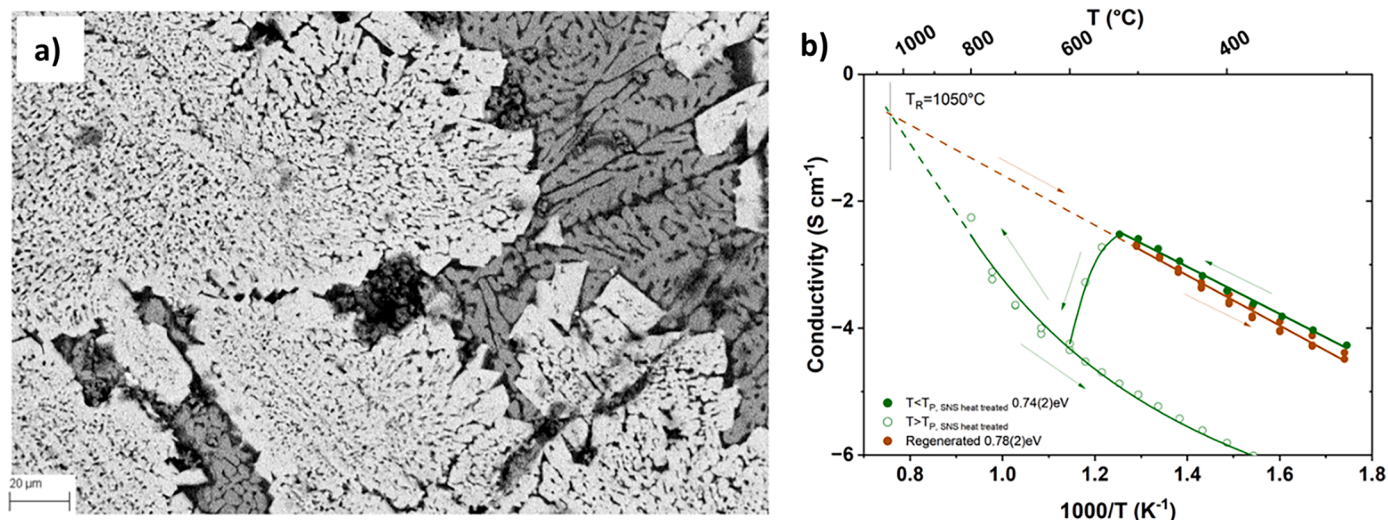 a)
20 µm
b)
T (°C)
1000
800
600
400
0
−2
−4
−6
Conductivity (S cm⁻¹)
T_R=1050°C
T<T_P, SNS heat treated 0.74(2)eV
T>T_P, SNS heat treated
Regenerated 0.78(2)eV
0.8
1.0
1.2
1.4
1.6
1.8
1000/T (K⁻¹)